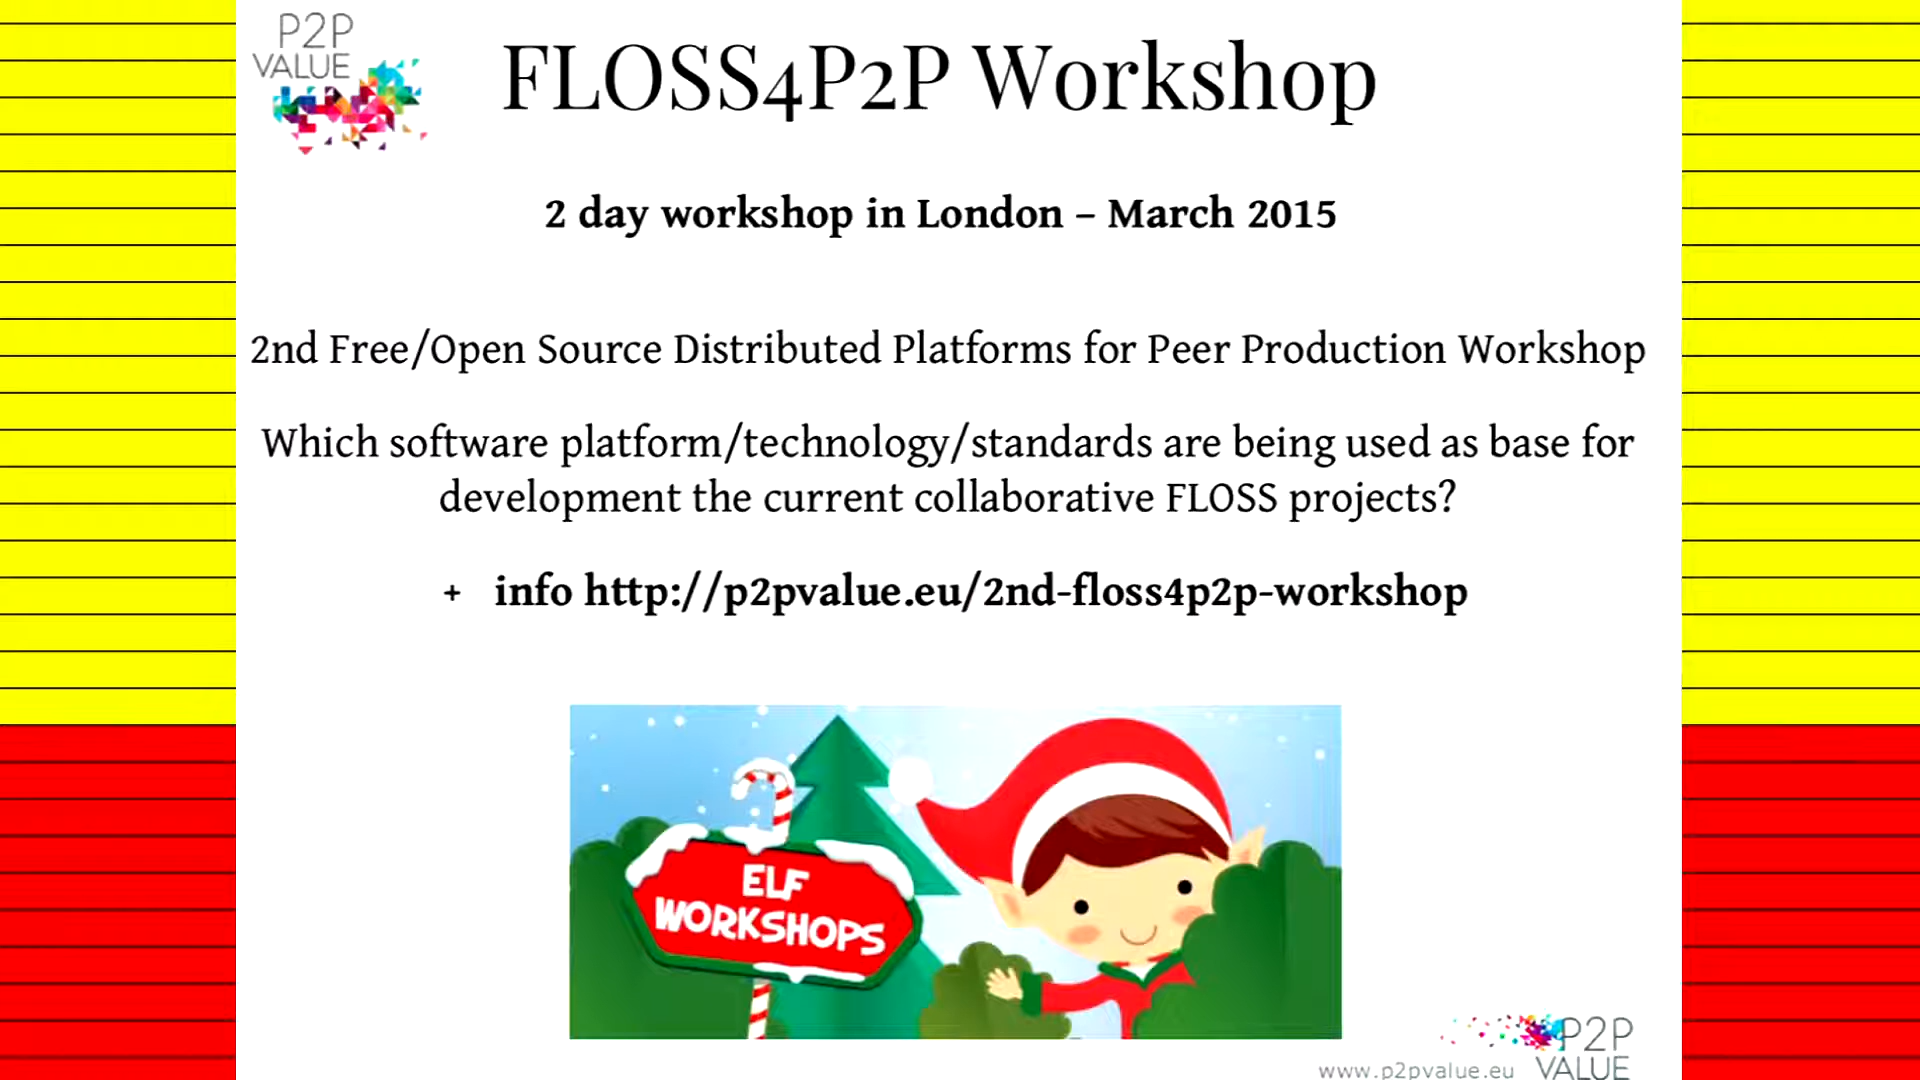 P2P
VALUE
FLOSS4P2P Workshop
2 day workshop in London – March 2015
2nd Free/Open Source Distributed Platforms for Peer Production Workshop
Which software platform/technology/standards are being used as base for
development the current collaborative FLOSS projects?
+ info http://p2pvalue.eu/2nd-floss4p2p-workshop
ELF
WORKSHOPS
P2P
www.p2pvalue.eu VALUE